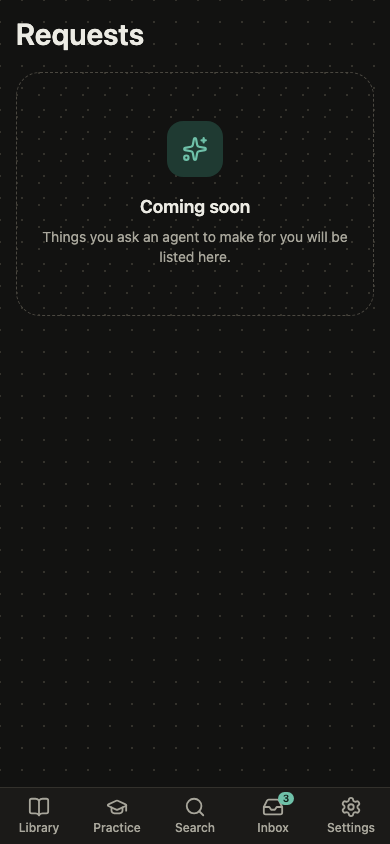 Requests
Coming soon
Things you ask an agent to make for you will be
listed here.
3
Library
Practice
Search
Inbox
Settings